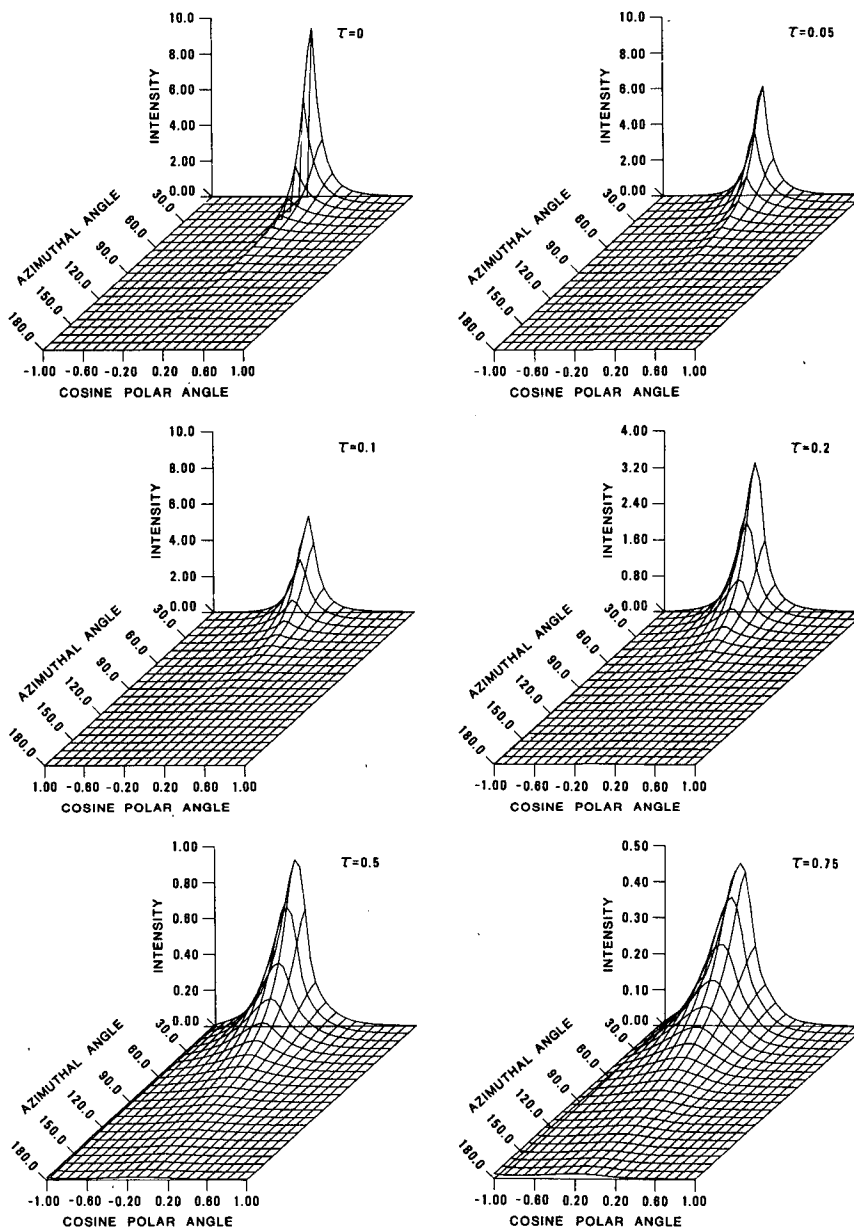 10.0
8.00
6.00
4.00
2.00
0.00
INTENSITY
τ=0
30.0
60.0
90.0
120.0
150.0
180.0
AZIMUTHAL ANGLE
-1.00 -0.60 -0.20 0.20 0.60 1.00
COSINE POLAR ANGLE
10.0
8.00
6.00
4.00
2.00
0.00
INTENSITY
τ=0.05
30.0
60.0
90.0
120.0
150.0
180.0
AZIMUTHAL ANGLE
-1.00 -0.60 -0.20 0.20 0.60 1.00
COSINE POLAR ANGLE
10.0
8.00
6.00
4.00
2.00
0.00
INTENSITY
τ=0.1
30.0
60.0
90.0
120.0
150.0
180.0
AZIMUTHAL ANGLE
1.00 -0.60 -0.20 0.20 0.60 1.00
COSINE POLAR ANGLE
4.00
3.20
2.40
1.60
0.80
0.00
INTENSITY
τ=0.2
30.0
60.0
90.0
120.0
150.0
180.0
AZIMUTHAL ANGLE
-1.00 -0.60 -0.20 0.20 0.60 1.00
COSINE POLAR ANGLE
1.00
0.80
0.60
0.40
0.20
0.00
INTENSITY
τ=0.5
30.0
60.0
90.0
120.0
150.0
180.0
AZIMUTHAL ANGLE
-1.00 -0.60 -0.20 0.20 0.60 1.00
COSINE POLAR ANGLE
0.50
0.40
0.30
0.20
0.10
0.00
INTENSITY
τ=0.75
30.0
60.0
90.0
120.0
150.0
180.0
AZIMUTHAL ANGLE
-1.00 -0.60 -0.20 0.20 0.60 1.00
COSINE POLAR ANGLE